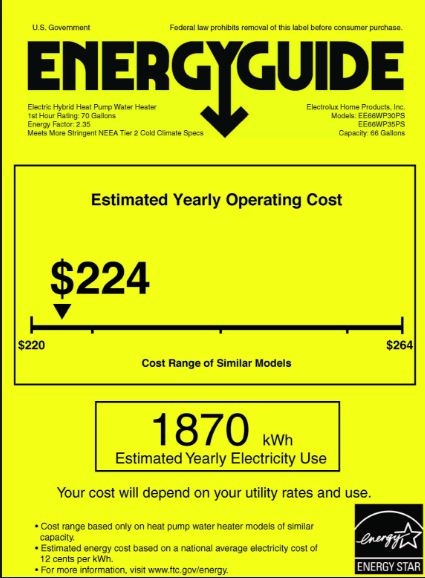 U.S. Government
Federal law prohibits removal of this label before consumer purchase.
ENERGYGUIDE
Electric Hybrid Heat Pump Water Heater
1st Hour Rating: 70 Gallons
Energy Factor: 2.35
Meets More Stringent NEEA Tier 2 Cold Climate Specs
Electrolux Home Products, Inc.
Models: EE66WP30PS
EE66WP35PS
Capacity: 66 Gallons
Estimated Yearly Operating Cost
$224
$220
$264
Cost Range of Similar Models
1870 kWh
Estimated Yearly Electricity Use
Your cost will depend on your utility rates and use.
• Cost range based only on heat pump water heater models of similar
capacity.
• Estimated energy cost based on a national average electricity cost of
12 cents per kWh.
• For more information, visit www.ftc.gov/energy.
energy
ENERGY STAR